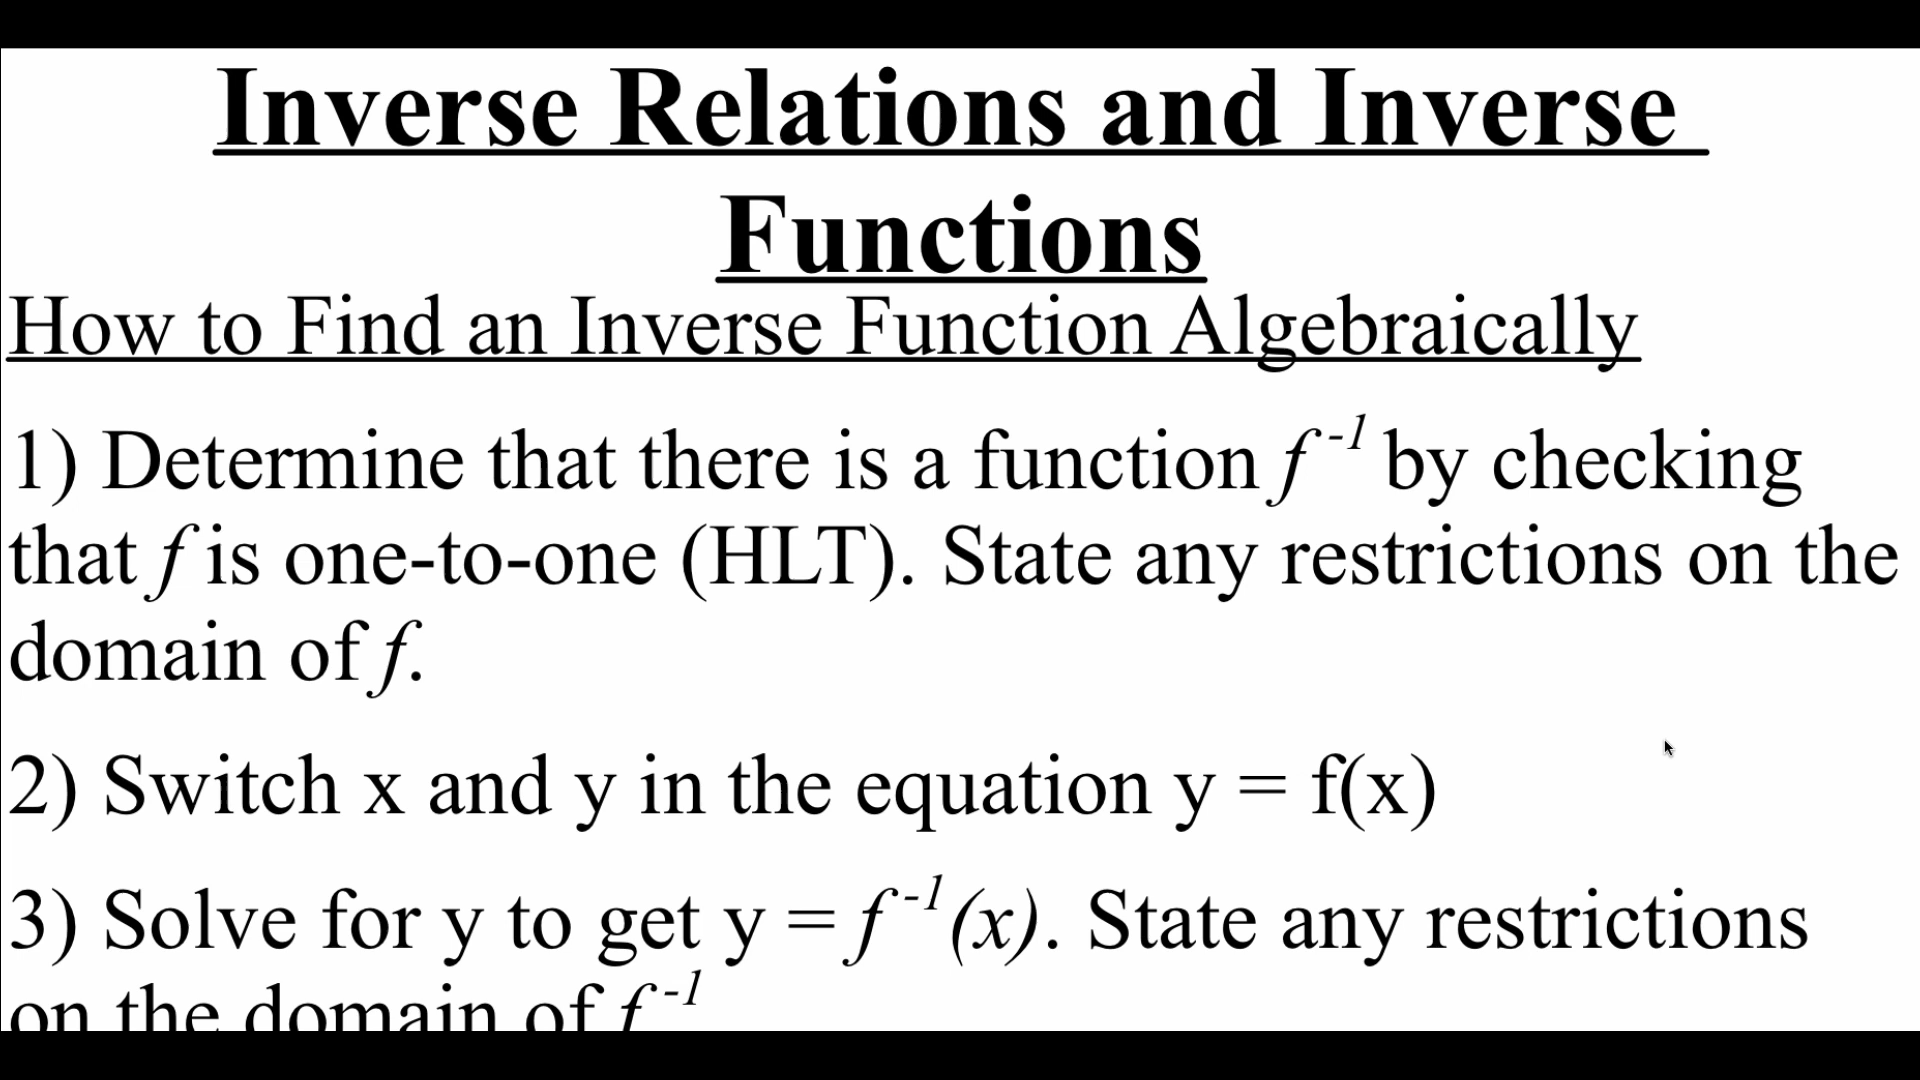 Inverse Relations and Inverse
Functions
How to Find an Inverse Function Algebraically
1) Determine that there is a function f⁻¹ by checking
that f is one-to-one (HLT). State any restrictions on the
domain of f.
2) Switch x and y in the equation y = f(x)
3) Solve for y to get y = f⁻¹(x). State any restrictions
on the domain of f⁻¹